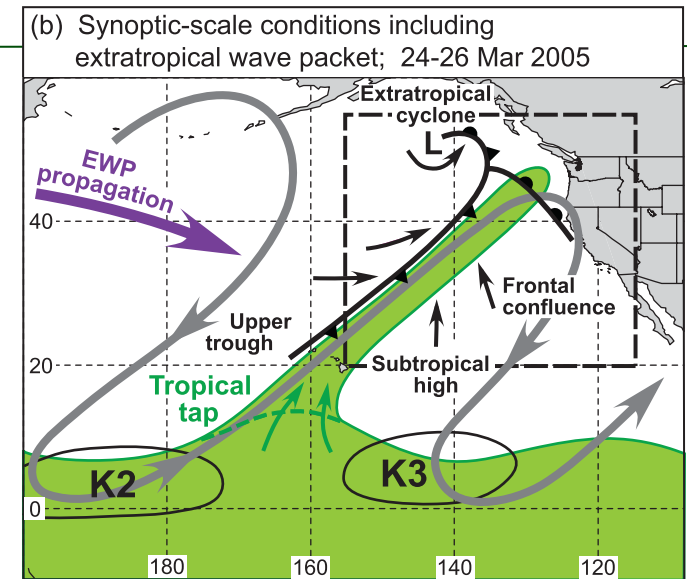 (b) Synoptic-scale conditions including
extratropical wave packet; 24-26 Mar 2005
Extratropical
cyclone
L
EWP
propagation
40
Frontal
confluence
Upper
trough
Subtropical
high
20
Tropical
tap
K2
K3
0
180
160
140
120